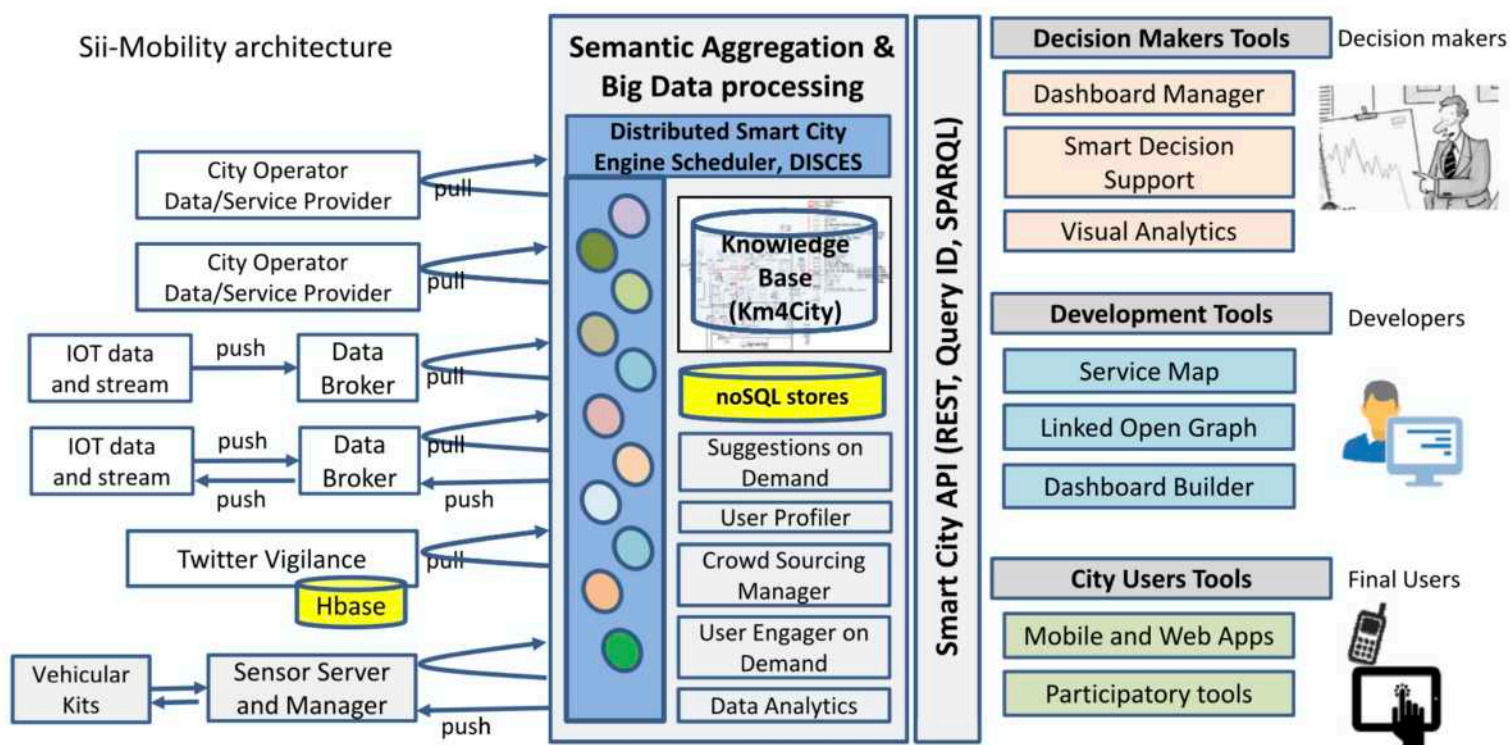 Sii-Mobility architecture
City Operator
Data/Service Provider
pull
City Operator
Data/Service Provider
pull
IOT data
and stream
push
Data
Broker
pull
IOT data
and stream
push
push
Data
Broker
pull
push
Twitter Vigilance
pull
Hbase
Vehicular
Kits
Sensor Server
and Manager
push
Semantic Aggregation &
Big Data processing
Distributed Smart City
Engine Scheduler, DISCES
Knowledge
Base
(Km4City)
noSQL stores
Suggestions on
Demand
User Profiler
Crowd Sourcing
Manager
User Engager on
Demand
Data Analytics
Smart City API (REST, Query ID, SPARQL)
Decision Makers Tools
Decision makers
Dashboard Manager
Smart Decision
Support
Visual Analytics
Development Tools
Developers
Service Map
Linked Open Graph
Dashboard Builder
City Users Tools
Final Users
Mobile and Web Apps
Participatory tools